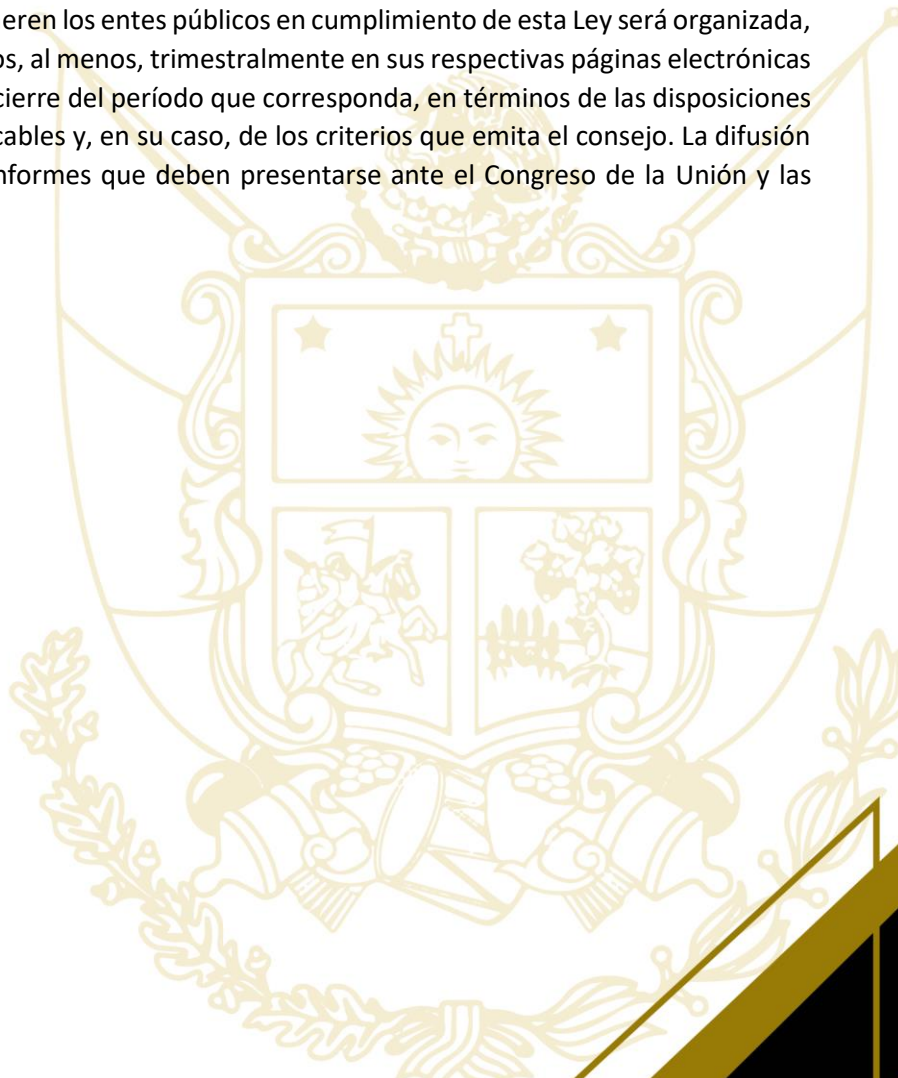 eren los entes públicos en cumplimiento de esta Ley será organizada,
os, al menos, trimestralmente en sus respectivas páginas electrónicas
cierre del período que corresponda, en términos de las disposiciones
cables y, en su caso, de los criterios que emita el consejo. La difusión
nformes que deben presentarse ante el Congreso de la Unión y las